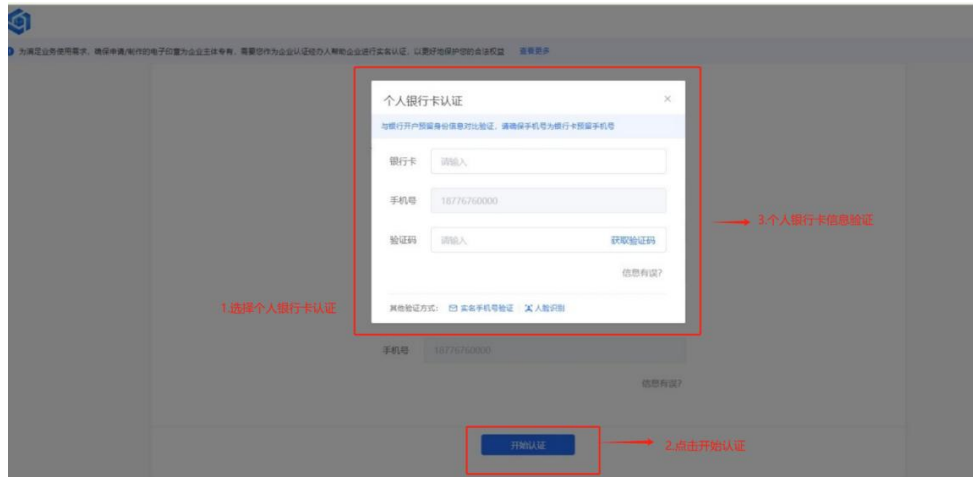 为满足业务使用需求，确保申请/制作的电子印章为企业主体专有，需要您作为企业认证经办人帮助企业进行实名认证，以更好地保护您的合法权益 查看更多
个人银行卡认证
与银行开户预留身份信息对比验证，请确保手机号为银行卡预留手机号
银行卡 请输入
手机号 18776760000
3.个人银行卡信息验证
验证码 请输入 获取验证码
信息有误?
1.选择个人银行卡认证
其他验证方式： 实名手机号验证 人脸识别
手机号 18776760000
信息有误?
开始认证
2.点击开始认证